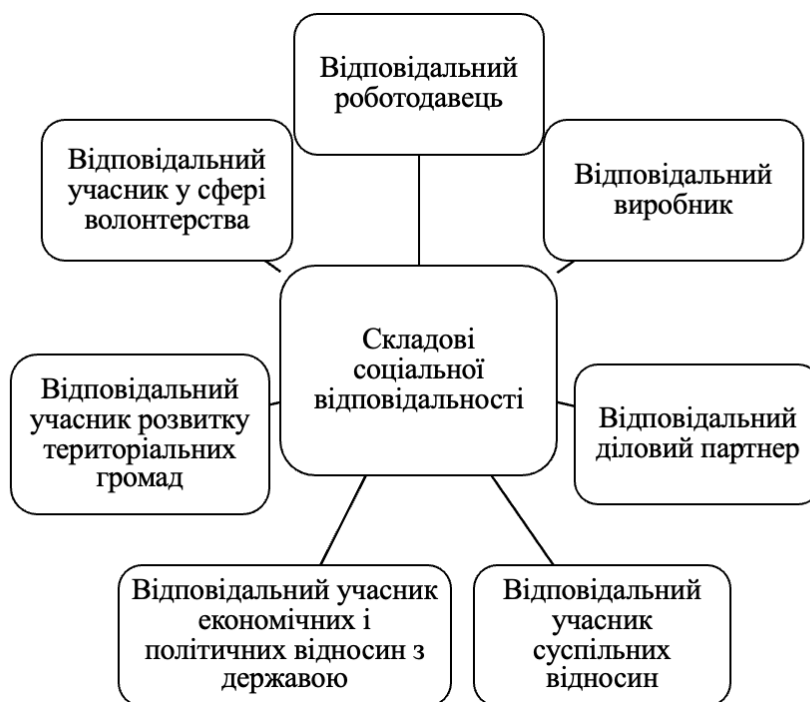 Відповідальний
роботодавець
Відповідальний
учасник у сфері
волонтерства
Відповідальний
виробник
Складові
соціальної
відповідальності
Відповідальний
учасник розвитку
територіальних
громад
Відповідальний
діловий партнер
Відповідальний учасник
економічних і
політичних відносин з
державою
Відповідальний
учасник
суспільних
відносин